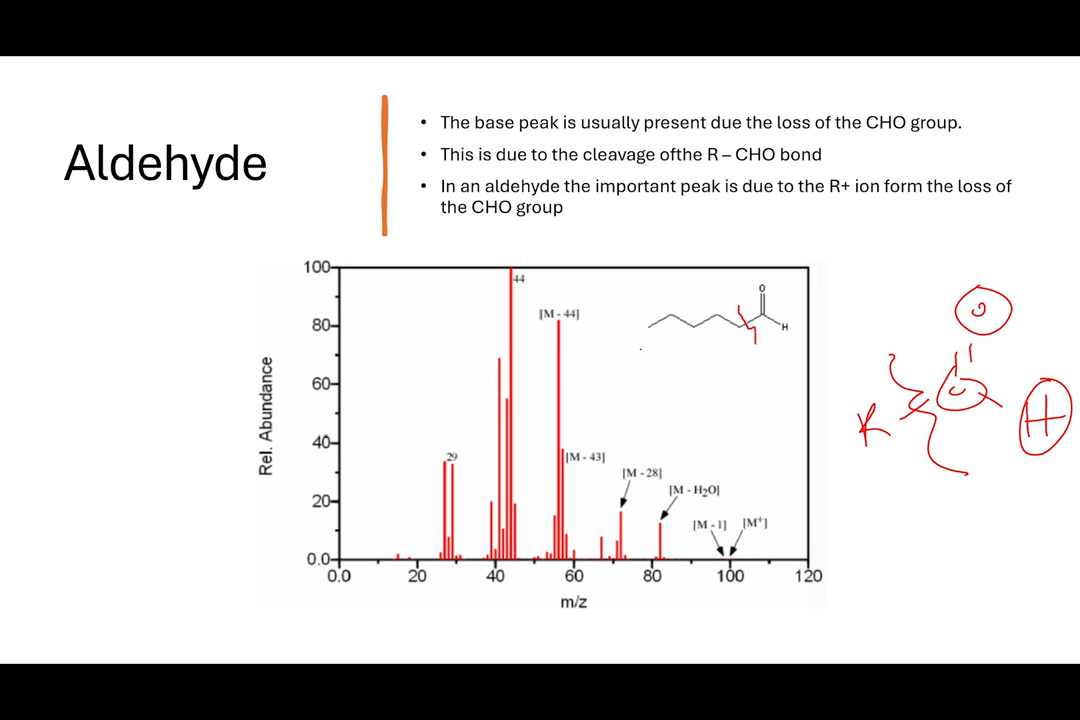 Aldehyde
• The base peak is usually present due the loss of the CHO group.
• This is due to the cleavage ofthe R – CHO bond
• In an aldehyde the important peak is due to the R+ ion form the loss of
the CHO group
100
80
60
40
20
0.0
Rel. Abundance
0.0 20 40 60 80 100 120
m/z
29
44
[M - 44]
[M - 43]
[M - 28]
[M - H₂O]
[M - 1] [M⁺]
O
H
O
R C H